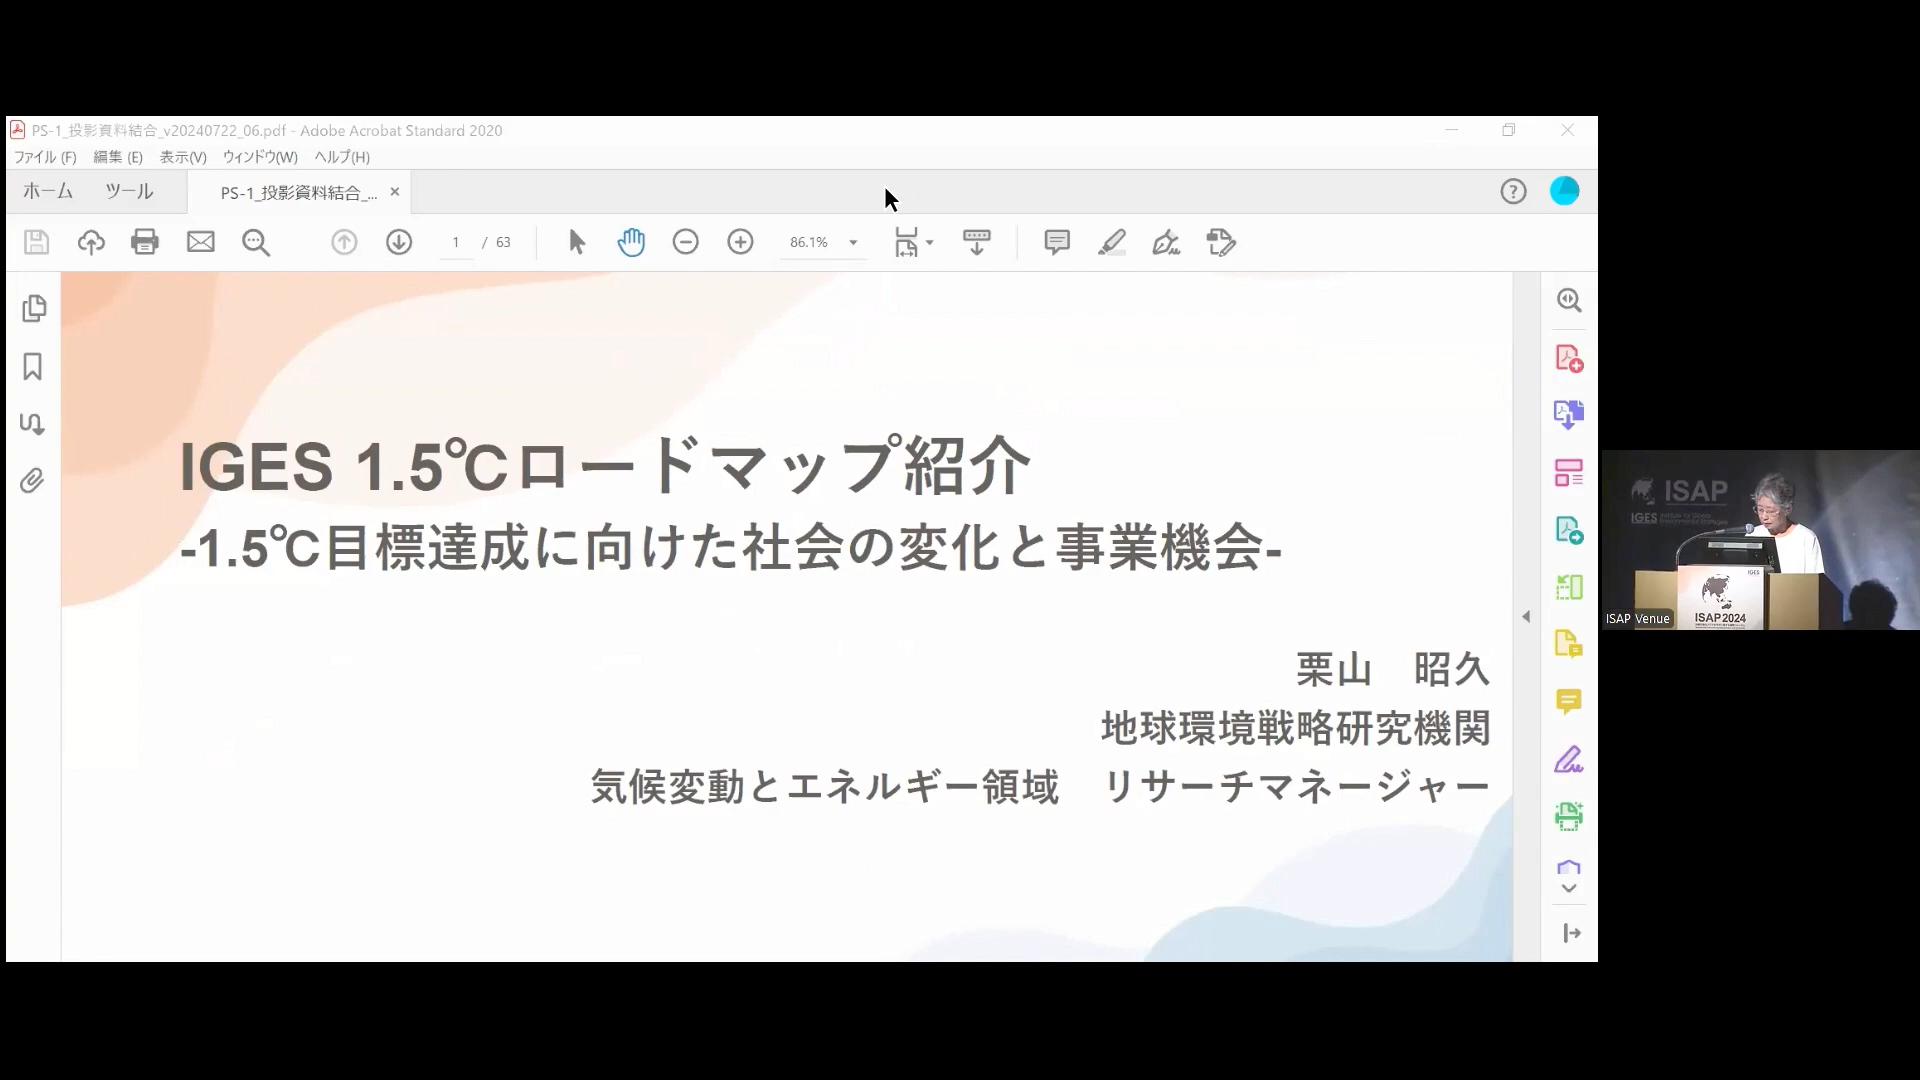 PS-1_投影資料結合_v20240722_06.pdf - Adobe Acrobat Standard 2020
ファイル (F) 編集 (E) 表示(V) ウィンドウ(W) ヘルプ(H)
ホーム ツール PS-1_投影資料結合_...
1 / 63 86.1%
IGES 1.5℃ロードマップ紹介
-1.5℃目標達成に向けた社会の変化と事業機会-
栗山 昭久
地球環境戦略研究機関
気候変動とエネルギー領域 リサーチマネージャー
ISAP
IGES
IGES
ISAP2024
ISAP Venue